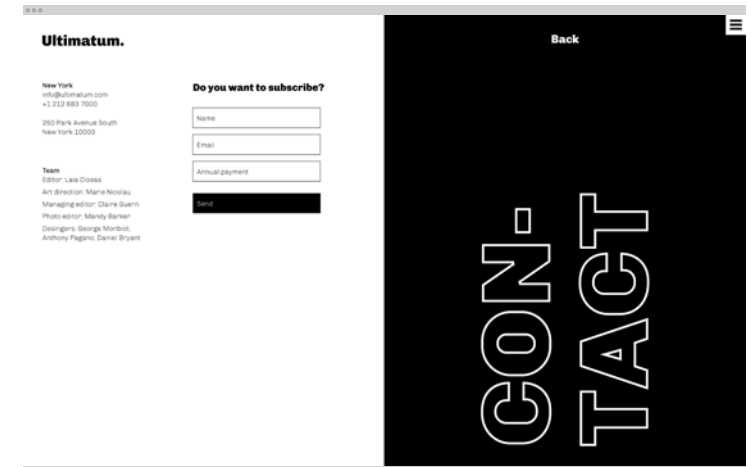 Ultimatum.
Back
New York
info@ultimatum.com
+1 212 683 7000
250 Park Avenue South
New York 10003
Team
Editor: Laia Closas
Art direction: Mario Nicolau
Managing editor: Claire Guern
Photo editor: Mandy Barker
Desingers: George Monbiot,
Anthony Pagano, Daniel Bryant
Do you want to subscribe?
Name
Email
Annual payment
Send
CON-
TACT